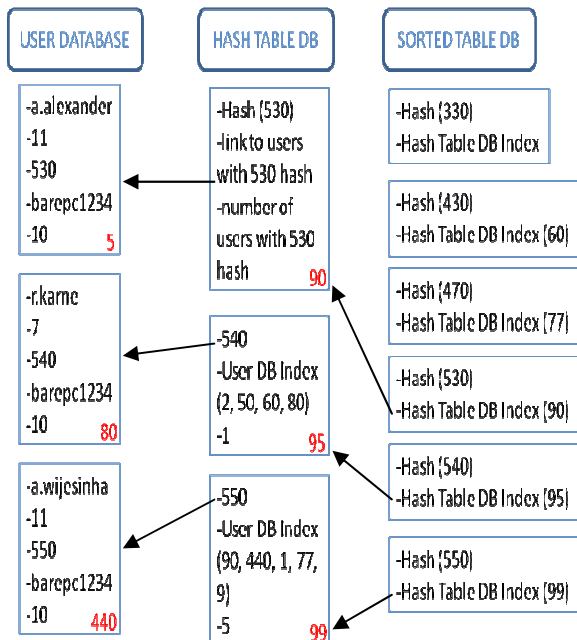 USER DATABASE
-a.alexander
-11
-530
-barepc1234
-10
5
-r.karne
-7
-540
-barepc1234
-10
80
-a.wijesinha
-11
-550
-barepc1234
-10
440
HASH TABLE DB
-Hash (530)
-link to users
with 530 hash
-number of
users with 530
hash
90
-540
-User DB Index
(2, 50, 60, 80)
-1
95
-550
-User DB Index
(90, 440, 1, 77,
9)
-5
99
SORTED TABLE DB
-Hash (330)
-Hash Table DB Index
-Hash (430)
-Hash Table DB Index (60)
-Hash (470)
-Hash Table DB Index (77)
-Hash (530)
-Hash Table DB Index (90)
-Hash (540)
-Hash Table DB Index (95)
-Hash (550)
-Hash Table DB Index (99)